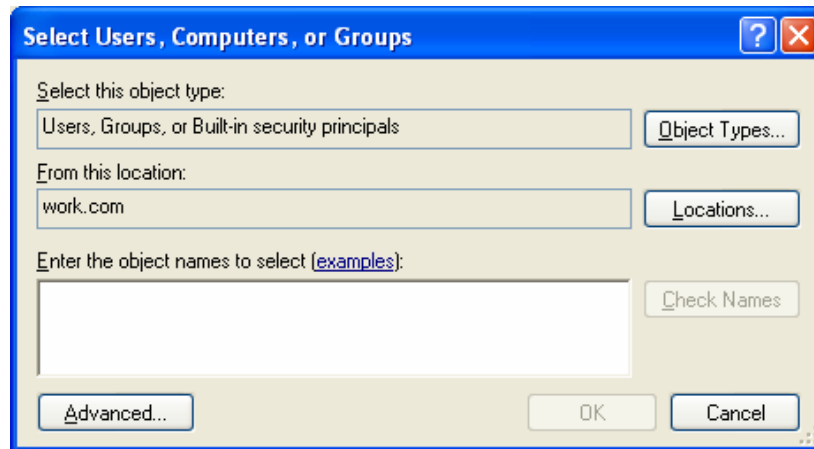 Select Users, Computers, or Groups
Select this object type:
Users, Groups, or Built-in security principals
Object Types...
From this location:
work.com
Locations...
Enter the object names to select (examples):
Check Names
Advanced...
OK
Cancel